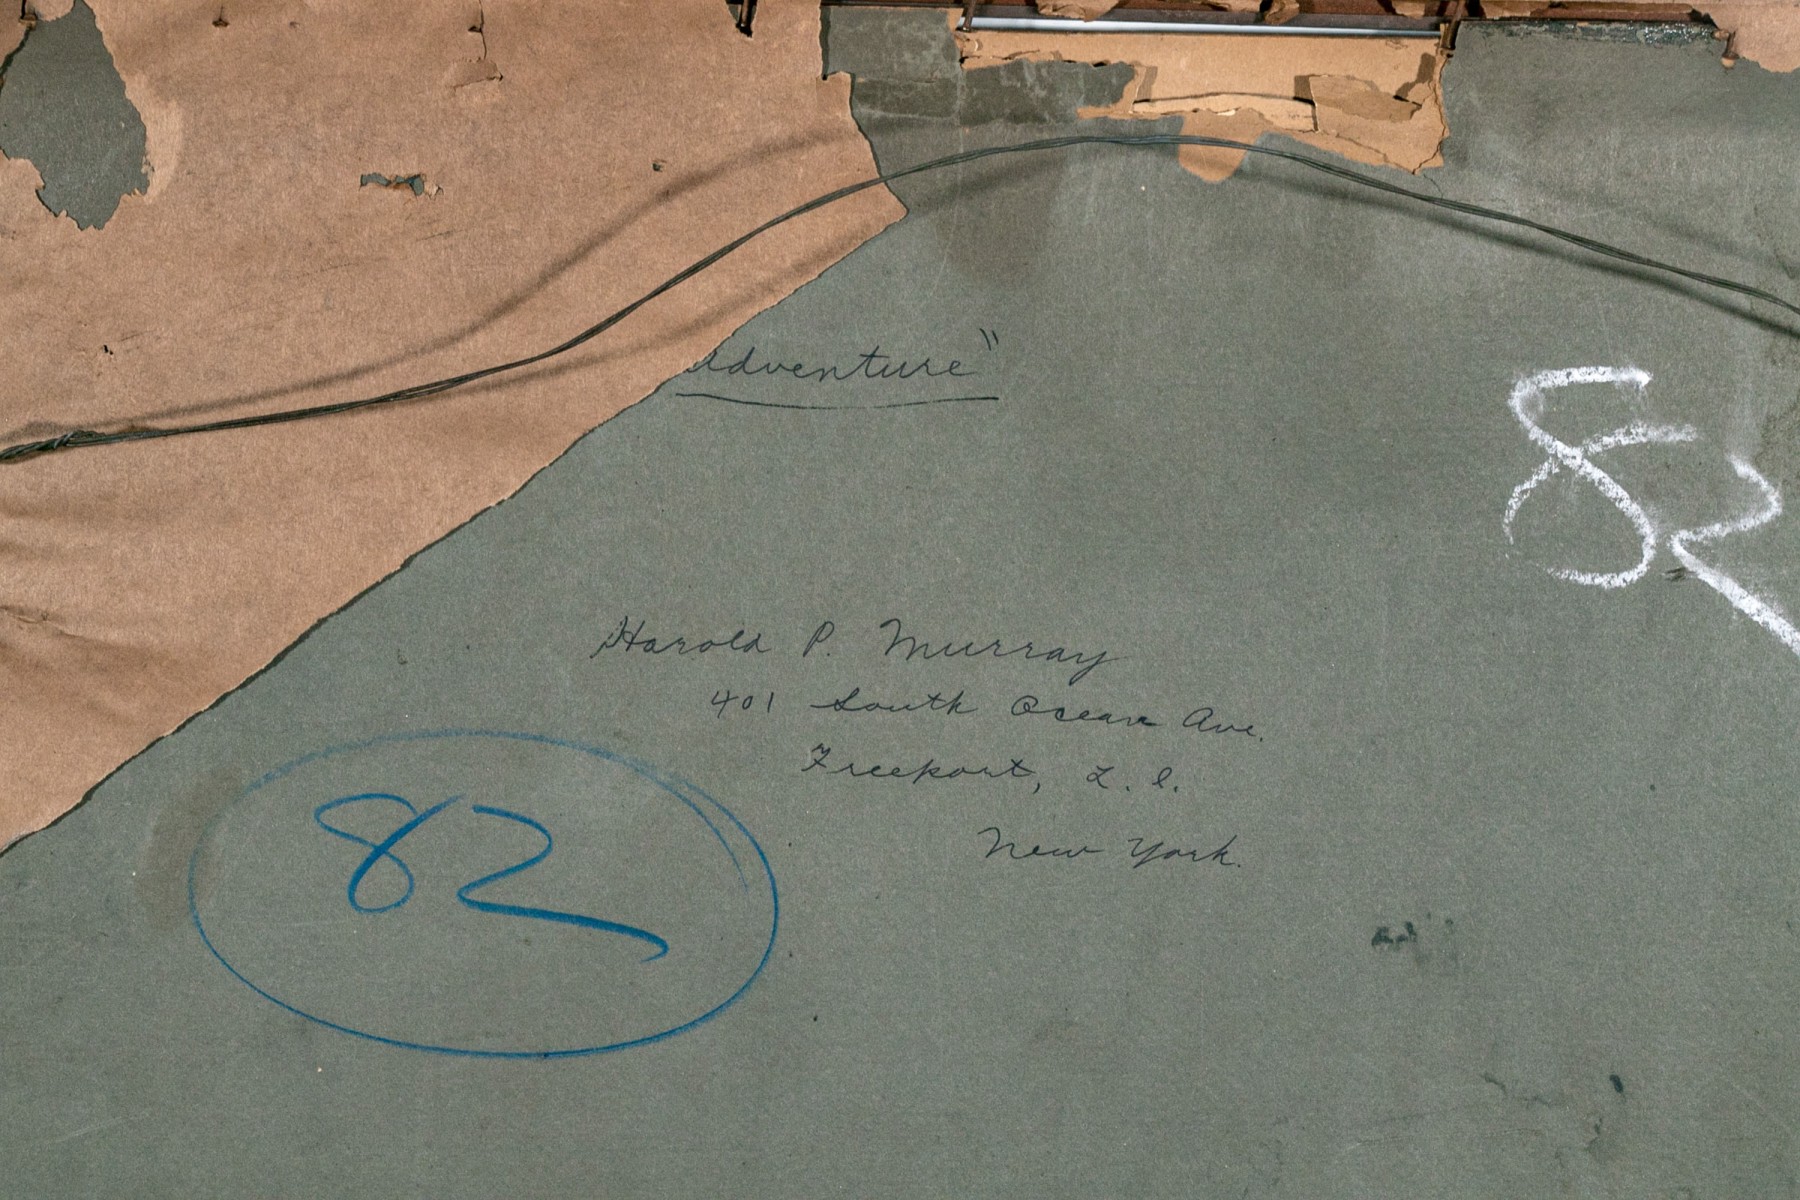 Adventure"
82
Harold P. Murray
401 South Ocean Ave.
Freeport, L. I.
New York.
82